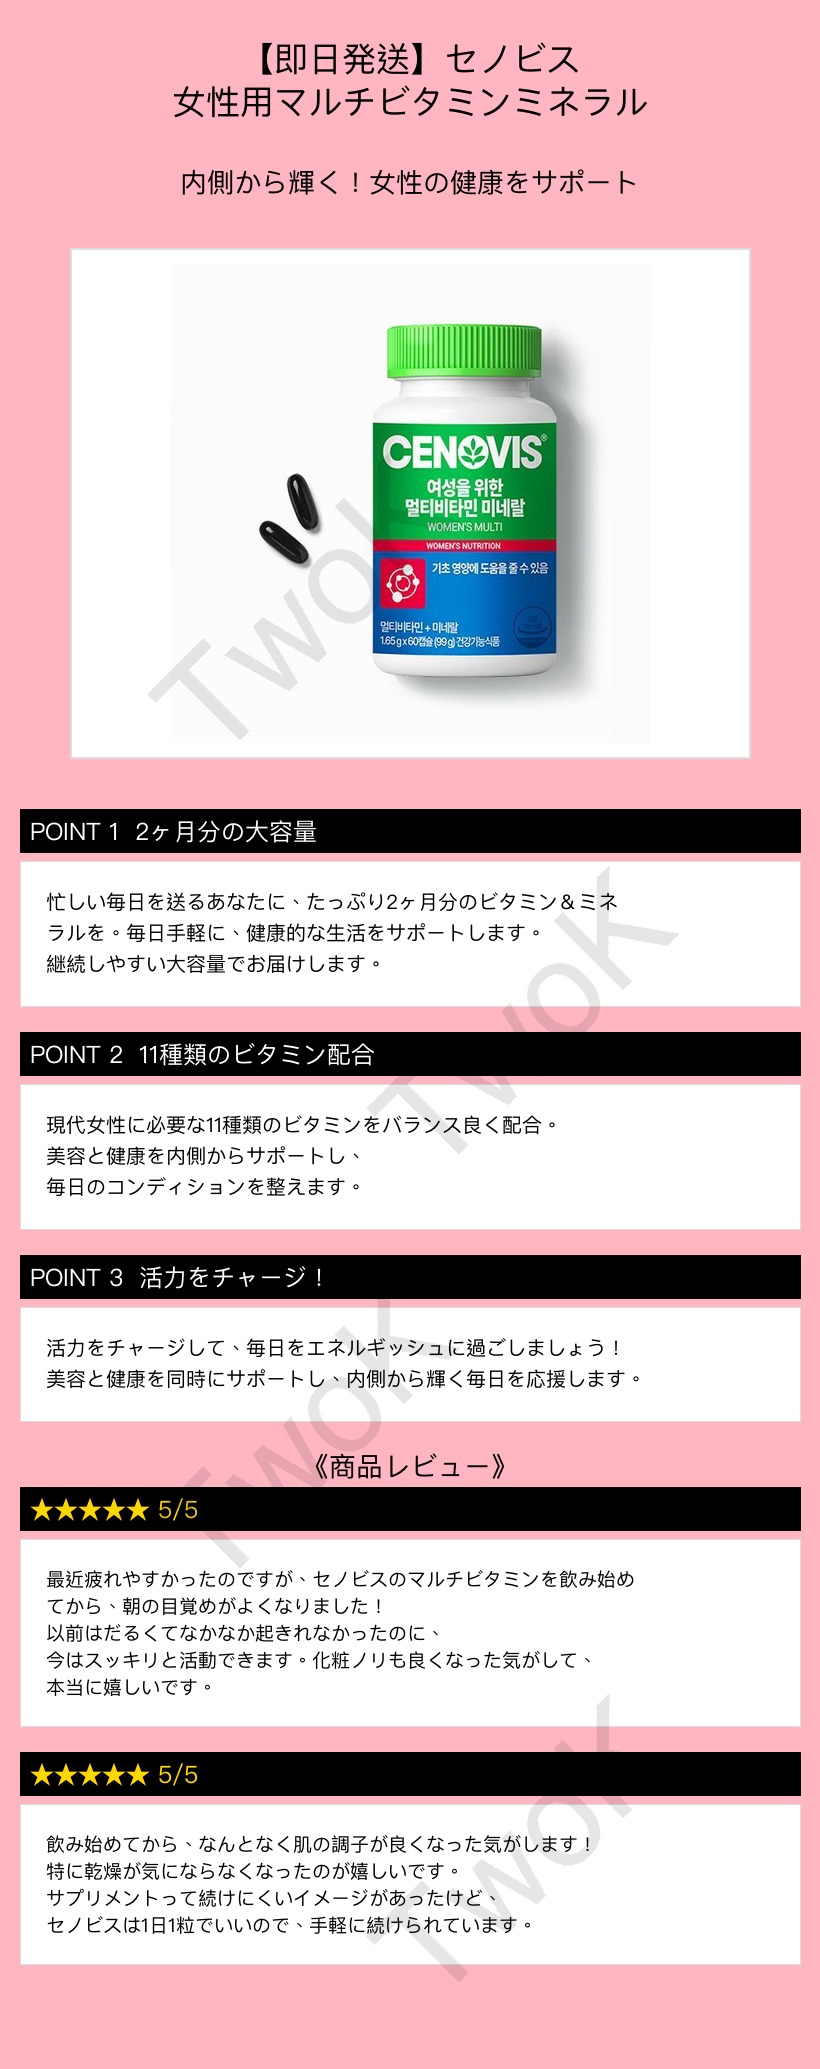 【即日発送】セノビス
女性用マルチビタミンミネラル
内側から輝く！女性の健康をサポート
CENOVIS®
여성을 위한
멀티비타민 미네랄
WOMEN'S MULTI
WOMEN'S NUTRITION
기초 영양에 도움을 줄 수 있음
멀티비타민 + 미네랄
1.65 g x 60캡슐 (99 g) 건강기능식품
TwoK
POINT 1 2ヶ月分の大容量
忙しい毎日を送るあなたに、たっぷり2ヶ月分のビタミン＆ミネ
ラルを。毎日手軽に、健康的な生活をサポートします。
継続しやすい大容量でお届けします。
TwoK
POINT 2 11種類のビタミン配合
現代女性に必要な11種類のビタミンをバランス良く配合。
美容と健康を内側からサポートし、
毎日のコンディションを整えます。
POINT 3 活力をチャージ！
活力をチャージして、毎日をエネルギッシュに過ごしましょう！
美容と健康を同時にサポートし、内側から輝く毎日を応援します。
TwoK
《商品レビュー》
★★★★★ 5/5
最近疲れやすかったのですが、セノビスのマルチビタミンを飲み始め
てから、朝の目覚めがよくなりました！
以前はだるくてなかなか起きれなかったのに、
今はスッキリと活動できます。化粧ノリも良くなった気がして、
本当に嬉しいです。
★★★★★ 5/5
飲み始めてから、なんとなく肌の調子が良くなった気がします！
特に乾燥が気にならなくなったのが嬉しいです。
サプリメントって続けにくいイメージがあったけど、
セノビスは1日1粒でいいので、手軽に続けられています。
TwoK